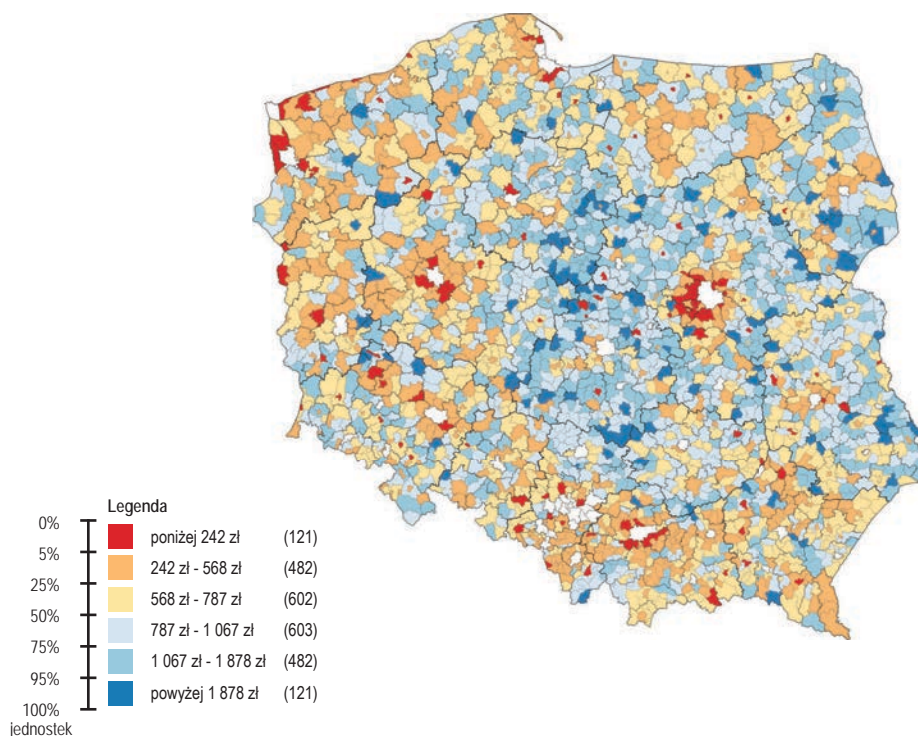 Legenda
0%
poniżej 242 zł (121)
5%
242 zł - 568 zł (482)
25%
568 zł - 787 zł (602)
50%
787 zł - 1 067 zł (603)
75%
1 067 zł - 1 878 zł (482)
95%
powyżej 1 878 zł (121)
100%
jednostek